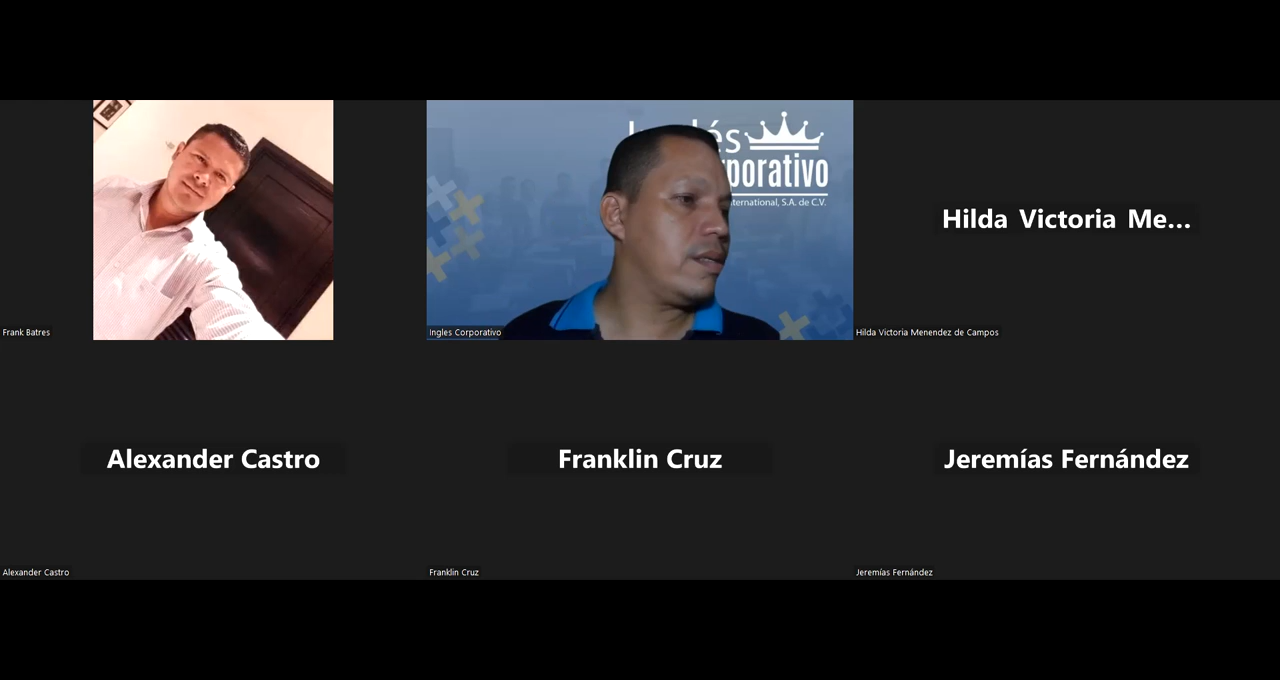 Inglés
Corporativo
International, S.A. de C.V.
Hilda Victoria Me...
Frank Batres
Ingles Corporativo
Hilda Victoria Menendez de Campos
Alexander Castro
Franklin Cruz
Jeremías Fernández
Alexander Castro
Franklin Cruz
Jeremías Fernández